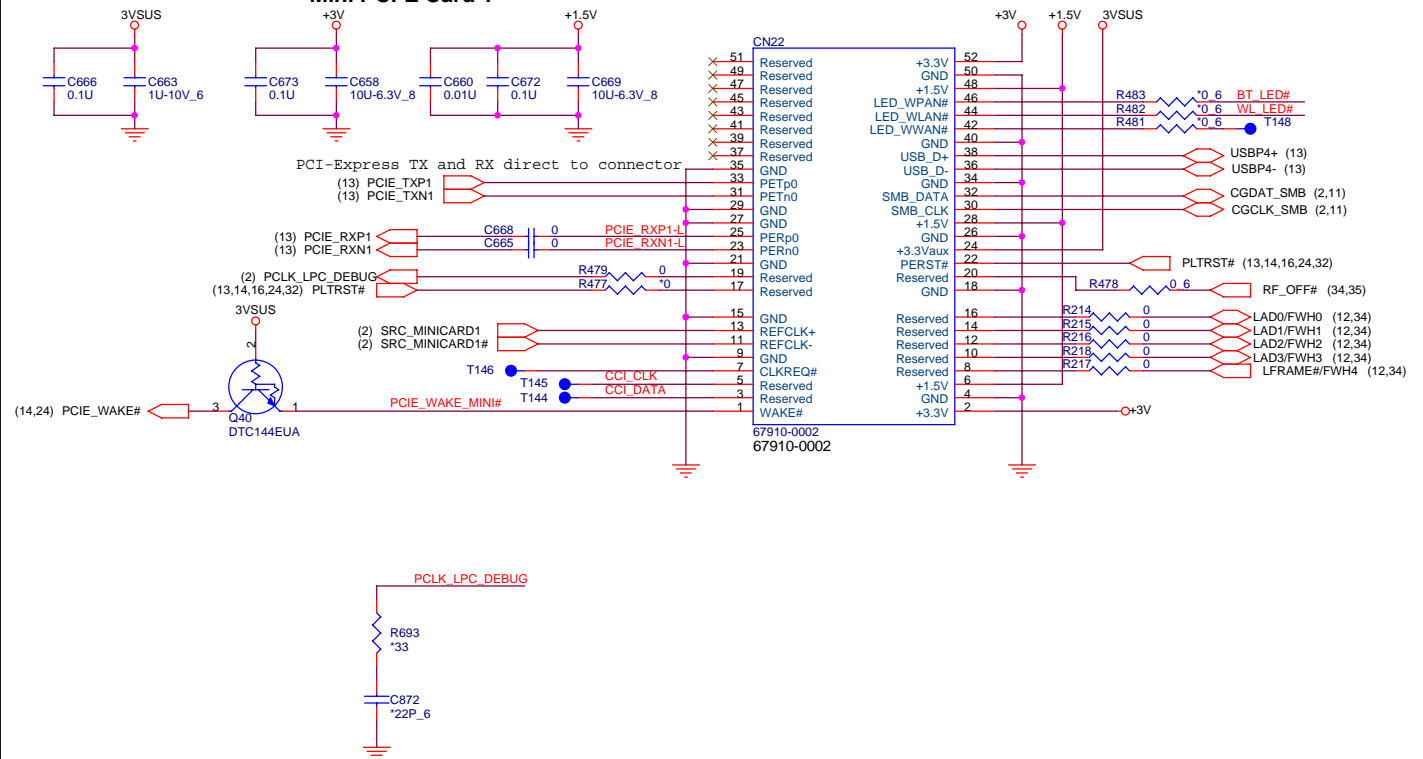 3VSUS
+3V
+1.5V
C666
0.1U
C663
1U-10V_6
C673
0.1U
C658
10U-6.3V_8
C660
0.01U
C672
0.1U
C669
10U-6.3V_8
PCI-Express TX and RX direct to connector
(13) PCIE_TXP1
(13) PCIE_TXN1
(13) PCIE_RXP1
(13) PCIE_RXN1
C668 0 PCIE_RXP1-L
C665 0 PCIE_RXN1-L
(2) PCLK_LPC_DEBUG
(13,14,16,24,32) PLTRST#
R479 0
R477 *0
3VSUS
2
(2) SRC_MINICARD1
(2) SRC_MINICARD1#
T146
T145 CCI_CLK
T144 CCI_DATA
(14,24) PCIE_WAKE#
3
1
PCIE_WAKE_MINI#
Q40
DTC144EUA
CN22
51 Reserved
49 Reserved
47 Reserved
45 Reserved
43 Reserved
41 Reserved
39 Reserved
37 Reserved
35 GND
33 PETp0
31 PETn0
29 GND
27 GND
25 PERp0
23 PERn0
21 GND
19 Reserved
17 Reserved
15 GND
13 REFCLK+
11 REFCLK-
9 GND
7 CLKREQ#
5 Reserved
3 Reserved
1 WAKE#
+3.3V 52
GND 50
+1.5V 48
LED_WPAN# 46
LED_WLAN# 44
LED_WWAN# 42
GND 40
USB_D+ 38
USB_D- 36
GND 34
SMB_DATA 32
SMB_CLK 30
+1.5V 28
GND 26
+3.3Vaux 24
PERST# 22
Reserved 20
GND 18
Reserved 16
Reserved 14
Reserved 12
Reserved 10
Reserved 8
+1.5V 6
GND 4
+3.3V 2
67910-0002
67910-0002
+3V
+1.5V
3VSUS
R483 *0_6 BT_LED#
R482 *0_6 WL_LED#
R481 *0_6 T148
USBP4+ (13)
USBP4- (13)
CGDAT_SMB (2,11)
CGCLK_SMB (2,11)
PLTRST# (13,14,16,24,32)
R478 0_6 RF_OFF# (34,35)
R214 0 LAD0/FWH0 (12,34)
R215 0 LAD1/FWH1 (12,34)
R216 0 LAD2/FWH2 (12,34)
R218 0 LAD3/FWH3 (12,34)
R217 0 LFRAME#/FWH4 (12,34)
+3V
PCLK_LPC_DEBUG
R693
*33
C872
*22P_6